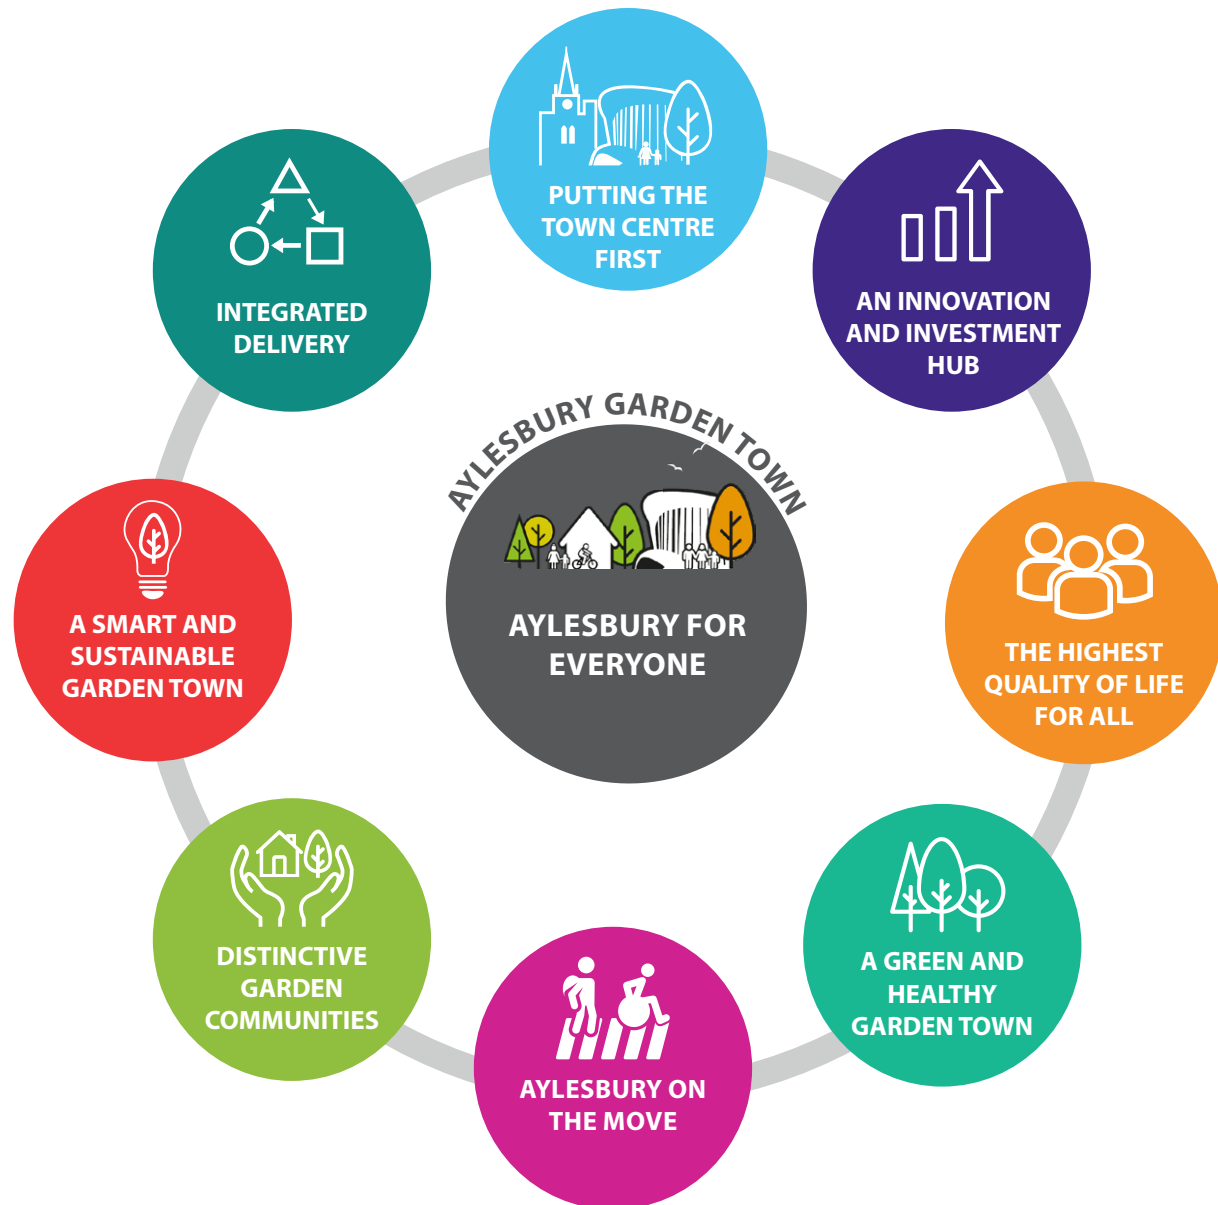 PUTTING THE
TOWN CENTRE
FIRST
AN INNOVATION
AND INVESTMENT
HUB
THE HIGHEST
QUALITY OF LIFE
FOR ALL
A GREEN AND
HEALTHY
GARDEN TOWN
AYLESBURY ON
THE MOVE
DISTINCTIVE
GARDEN
COMMUNITIES
A SMART AND
SUSTAINABLE
GARDEN TOWN
INTEGRATED
DELIVERY
AYLESBURY GARDEN TOWN
AYLESBURY FOR
EVERYONE